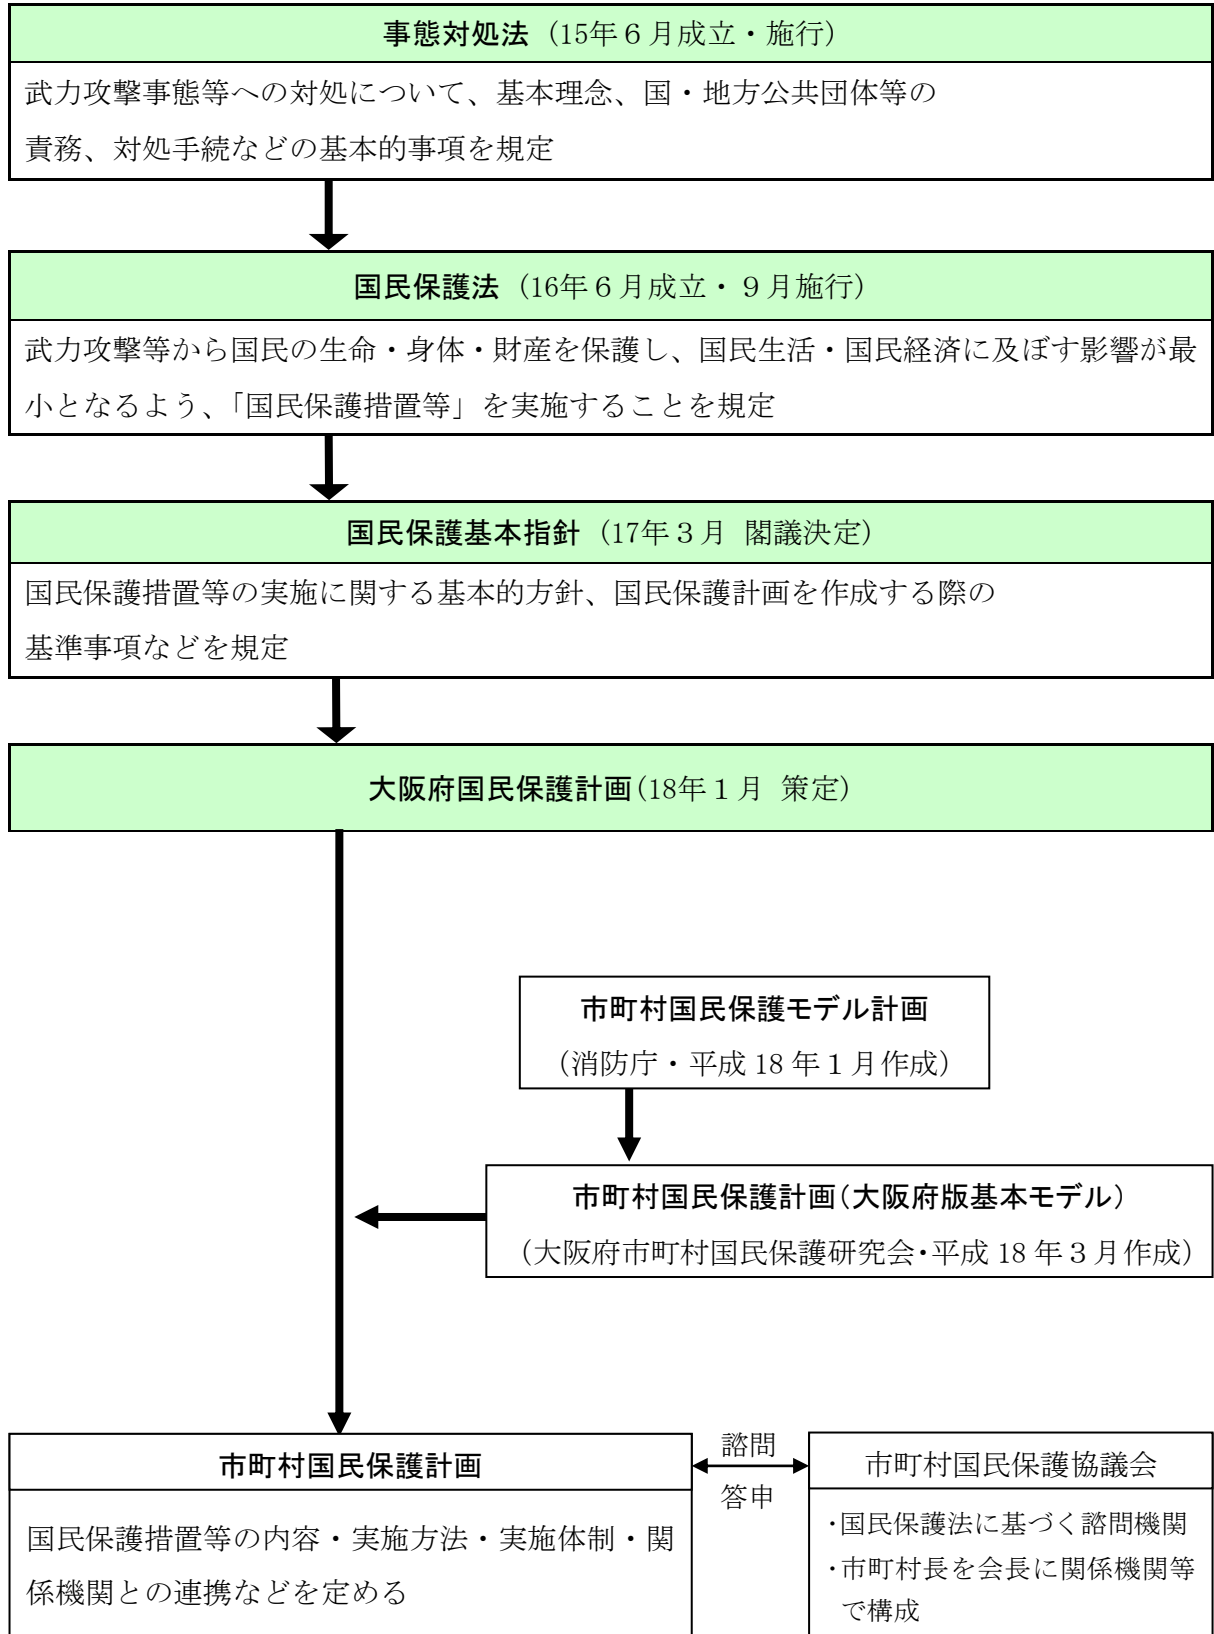 事態対処法（15年６月成立・施行）
武力攻撃事態等への対処について、基本理念、国・地方公共団体等の
責務、対処手続などの基本的事項を規定
国民保護法（16年６月成立・９月施行）
武力攻撃等から国民の生命・身体・財産を保護し、国民生活・国民経済に及ぼす影響が最
小となるよう、「国民保護措置等」を実施することを規定
国民保護基本指針（17年３月 閣議決定）
国民保護措置等の実施に関する基本的方針、国民保護計画を作成する際の
基準事項などを規定
大阪府国民保護計画（18年１月 策定）
市町村国民保護モデル計画
（消防庁・平成 18 年１月作成）
市町村国民保護計画（大阪府版基本モデル）
（大阪府市町村国民保護研究会・平成 18 年３月作成）
市町村国民保護計画
国民保護措置等の内容・実施方法・実施体制・関
係機関との連携などを定める
諮問
答申
市町村国民保護協議会
・国民保護法に基づく諮問機関
・市町村長を会長に関係機関等
で構成